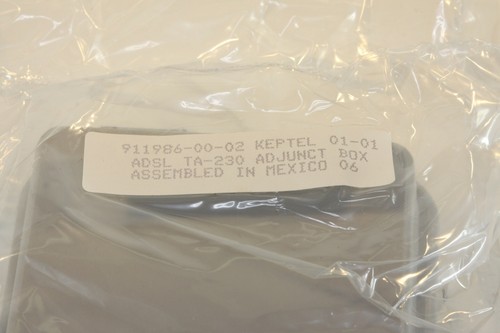 911986-00-02 KEPTEL 01-01
ADSL TA-230 ADJUNCT BOX
ASSEMBLED IN MEXICO 06